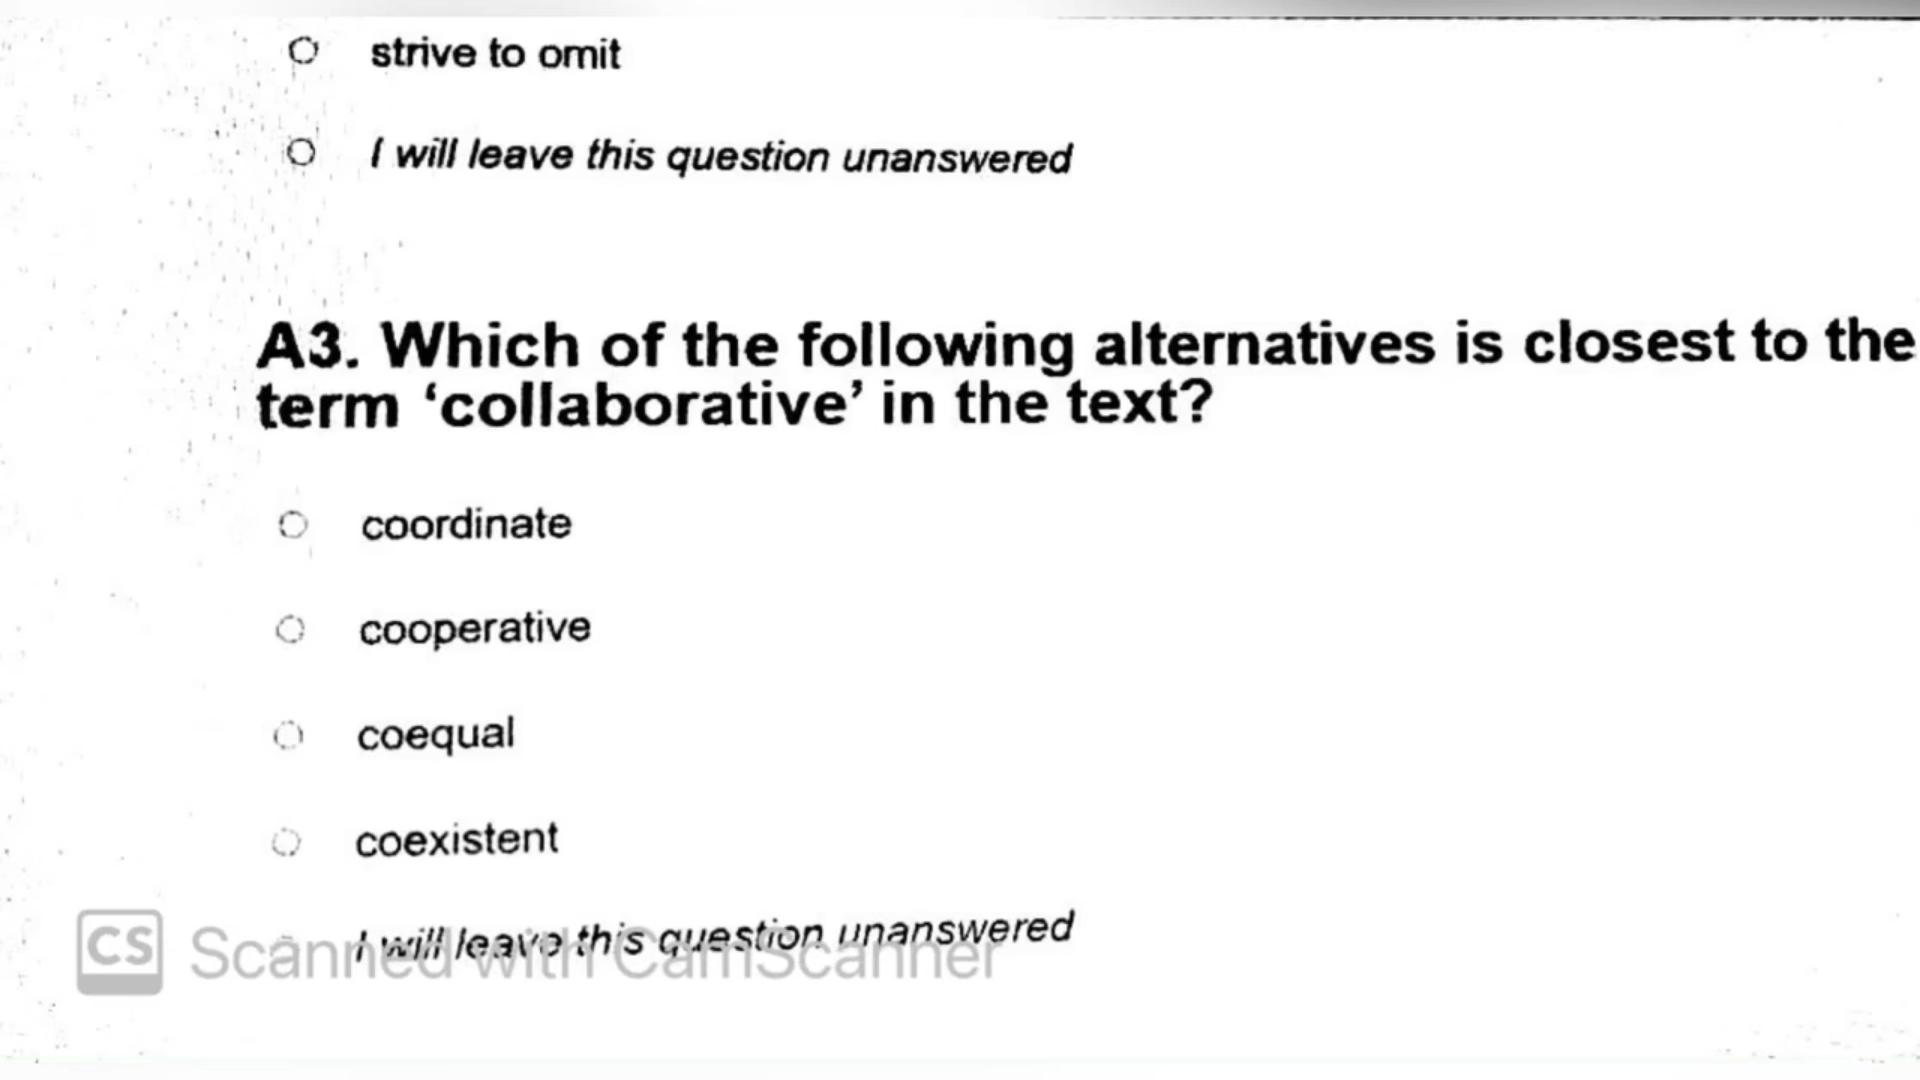 strive to omit
I will leave this question unanswered
A3. Which of the following alternatives is closest to the
term ‘collaborative’ in the text?
coordinate
cooperative
coequal
coexistent
I will leave this question unanswered
CS Scanned with CamScanner